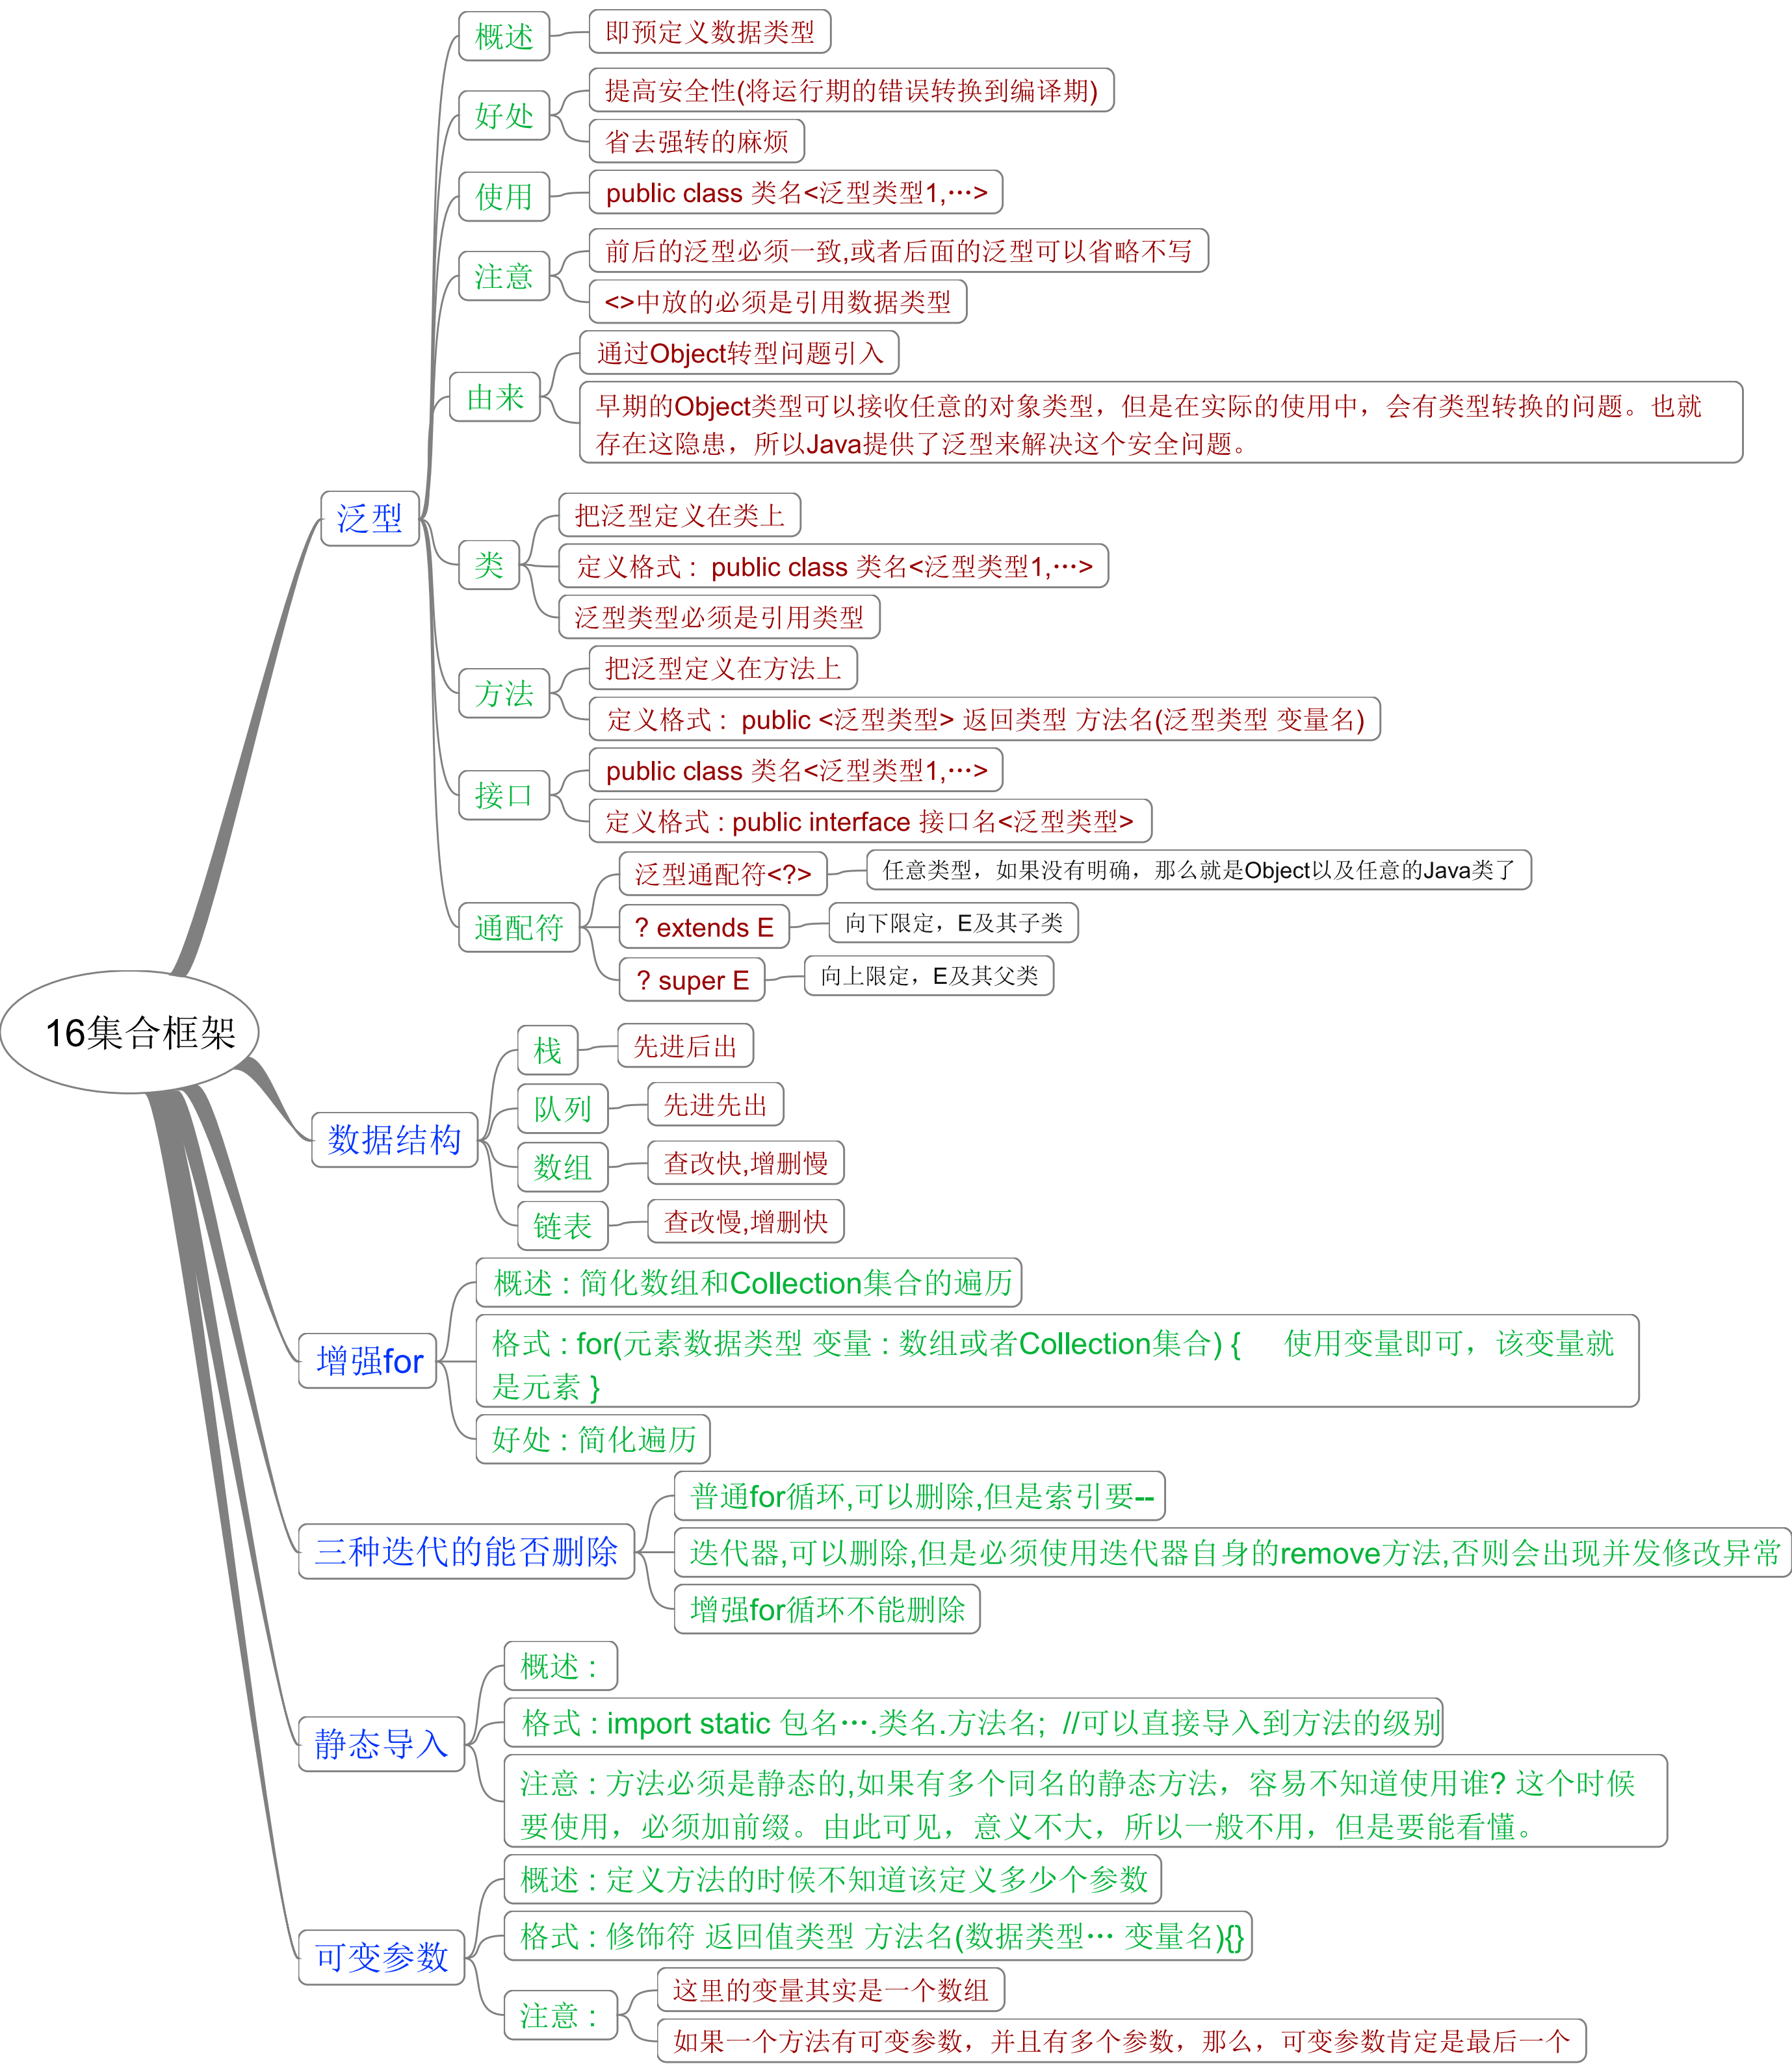 16集合框架
泛型
概述
即预定义数据类型
好处
提高安全性(将运行期的错误转换到编译期)
省去强转的麻烦
使用
public class 类名<泛型类型1,…>
注意
前后的泛型必须一致,或者后面的泛型可以省略不写
<>中放的必须是引用数据类型
由来
通过Object转型问题引入
早期的Object类型可以接收任意的对象类型，但是在实际的使用中，会有类型转换的问题。也就
存在这隐患，所以Java提供了泛型来解决这个安全问题。
类
把泛型定义在类上
定义格式 : public class 类名<泛型类型1,…>
泛型类型必须是引用类型
方法
把泛型定义在方法上
定义格式 : public <泛型类型> 返回类型 方法名(泛型类型 变量名)
接口
public class 类名<泛型类型1,…>
定义格式 : public interface 接口名<泛型类型>
通配符
泛型通配符<?>
任意类型，如果没有明确，那么就是Object以及任意的Java类了
? extends E
向下限定，E及其子类
? super E
向上限定，E及其父类
数据结构
栈
先进后出
队列
先进先出
数组
查改快,增删慢
链表
查改慢,增删快
增强for
概述 : 简化数组和Collection集合的遍历
格式 : for(元素数据类型 变量 : 数组或者Collection集合) { 使用变量即可，该变量就
是元素 }
好处 : 简化遍历
三种迭代的能否删除
普通for循环,可以删除,但是索引要--
迭代器,可以删除,但是必须使用迭代器自身的remove方法,否则会出现并发修改异常
增强for循环不能删除
静态导入
概述 :
格式 : import static 包名….类名.方法名; //可以直接导入到方法的级别
注意 : 方法必须是静态的,如果有多个同名的静态方法，容易不知道使用谁? 这个时候
要使用，必须加前缀。由此可见，意义不大，所以一般不用，但是要能看懂。
可变参数
概述 : 定义方法的时候不知道该定义多少个参数
格式 : 修饰符 返回值类型 方法名(数据类型… 变量名){}
注意 :
这里的变量其实是一个数组
如果一个方法有可变参数，并且有多个参数，那么，可变参数肯定是最后一个